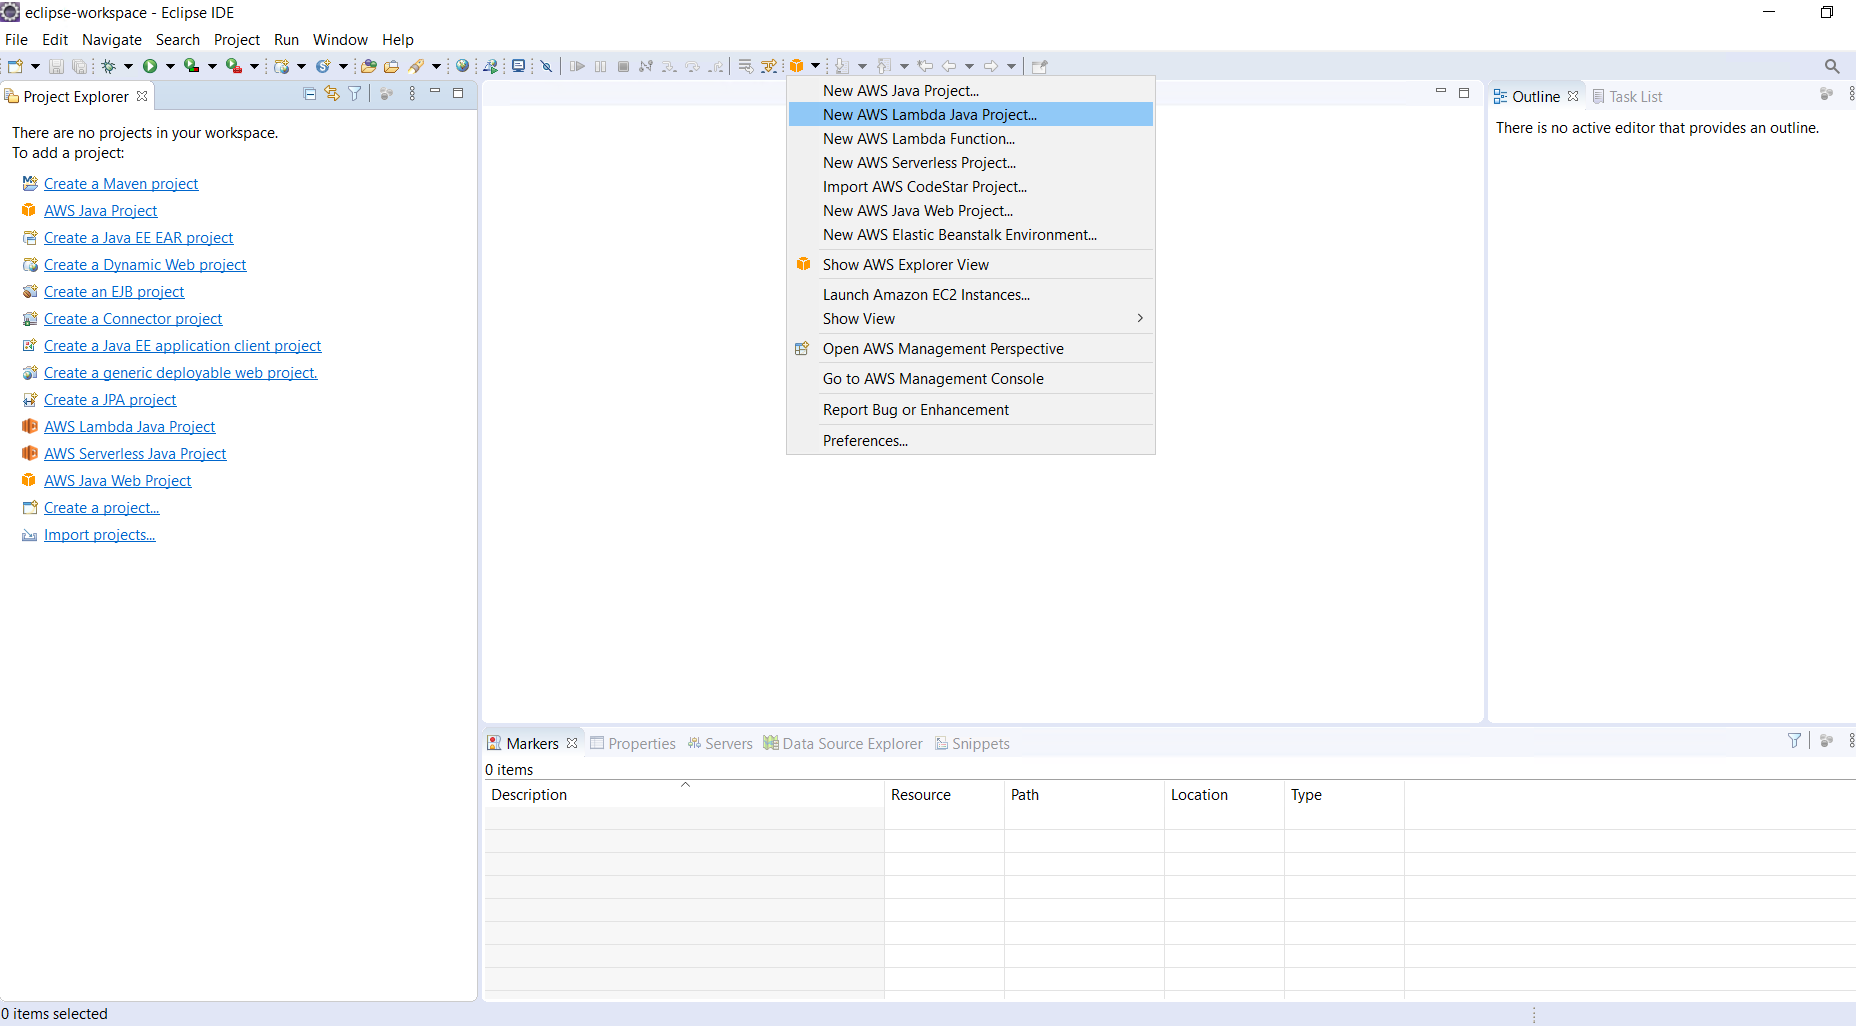 eclipse-workspace - Eclipse IDE
File Edit Navigate Search Project Run Window Help
Project Explorer
There are no projects in your workspace.
To add a project:
Create a Maven project
AWS Java Project
Create a Java EE EAR project
Create a Dynamic Web project
Create an EJB project
Create a Connector project
Create a Java EE application client project
Create a generic deployable web project.
Create a JPA project
AWS Lambda Java Project
AWS Serverless Java Project
AWS Java Web Project
Create a project...
Import projects...
New AWS Java Project...
New AWS Lambda Java Project...
New AWS Lambda Function...
New AWS Serverless Project...
Import AWS CodeStar Project...
New AWS Java Web Project...
New AWS Elastic Beanstalk Environment...
Show AWS Explorer View
Launch Amazon EC2 Instances...
Show View
Open AWS Management Perspective
Go to AWS Management Console
Report Bug or Enhancement
Preferences...
Outline Task List
There is no active editor that provides an outline.
Markers Properties Servers Data Source Explorer Snippets
0 items
Description Resource Path Location Type
0 items selected